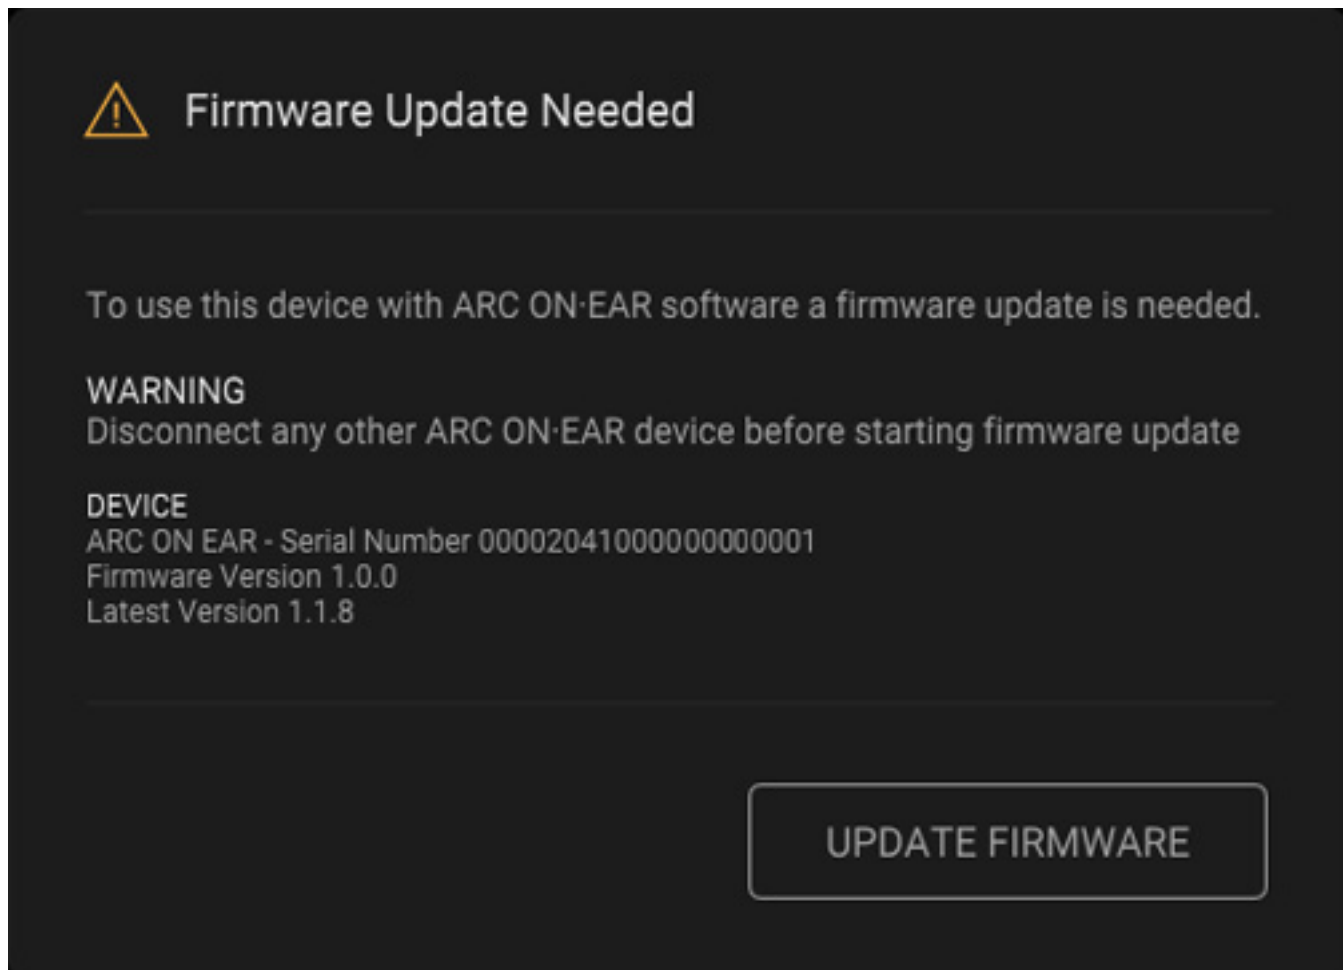 Firmware Update Needed
To use this device with ARC ON·EAR software a firmware update is needed.
WARNING
Disconnect any other ARC ON·EAR device before starting firmware update
DEVICE
ARC ON EAR - Serial Number 00002041000000000001
Firmware Version 1.0.0
Latest Version 1.1.8
UPDATE FIRMWARE